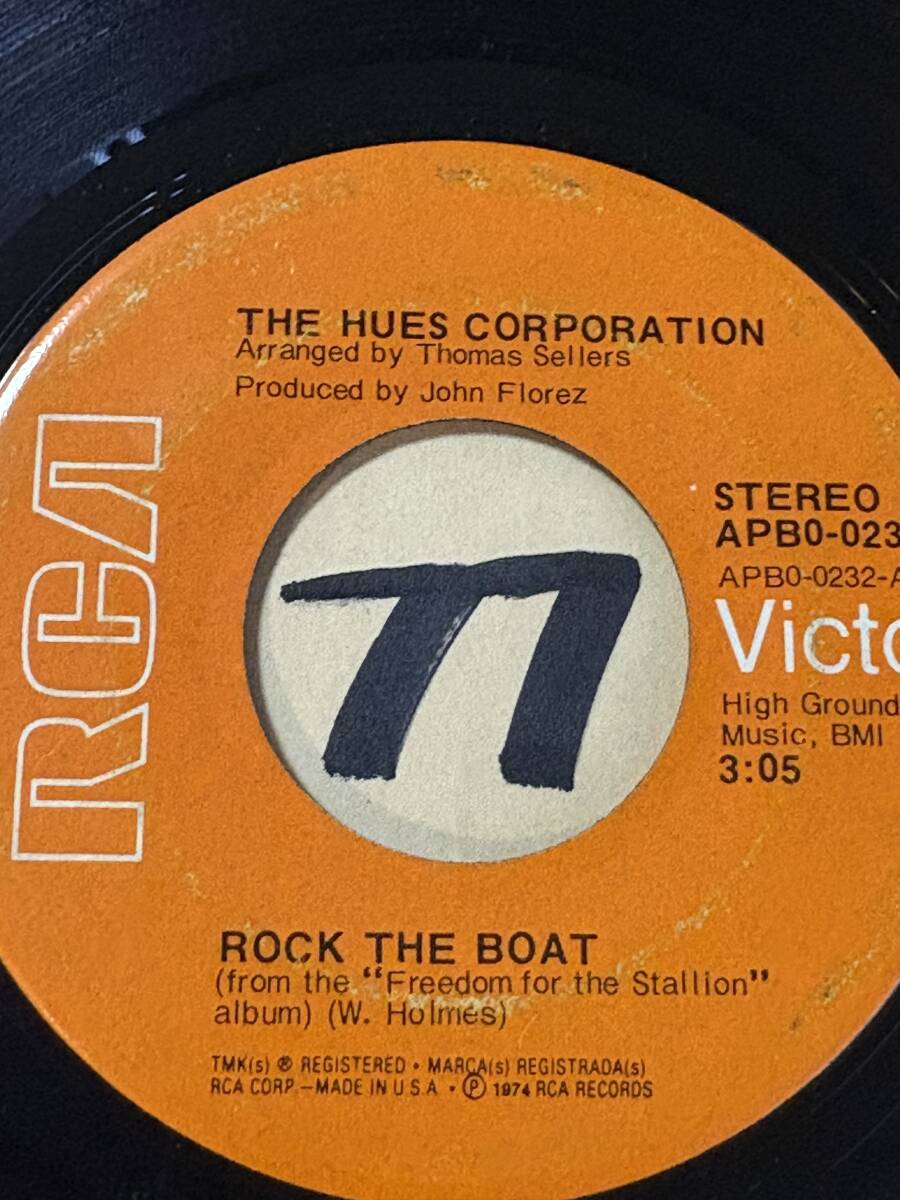 THE HUES CORPORATION
Arranged by Thomas Sellers
Produced by John Florez
RCA
STEREO
APB0-023
APB0-0232-A
Victo
High Ground
Music, BMI
3:05
77
ROCK THE BOAT
(from the “Freedom for the Stallion”
album) (W. Holmes)
TMK(s) ® REGISTERED • MARCA(s) REGISTRADA(s)
RCA CORP.–MADE IN U S A • ℗ 1974 RCA RECORDS